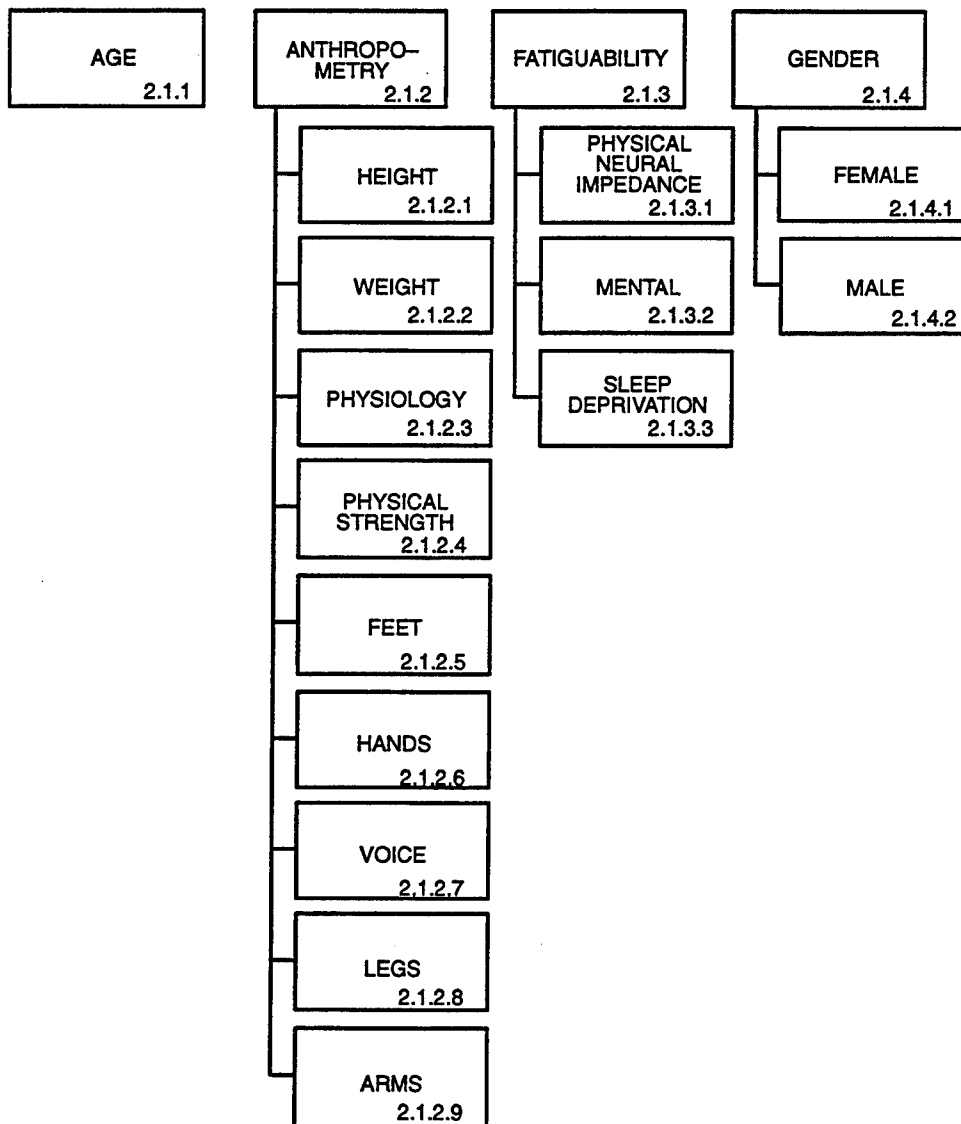 AGE
2.1.1
ANTHROPO–
METRY
2.1.2
HEIGHT
2.1.2.1
WEIGHT
2.1.2.2
PHYSIOLOGY
2.1.2.3
PHYSICAL
STRENGTH
2.1.2.4
FEET
2.1.2.5
HANDS
2.1.2.6
VOICE
2.1.2.7
LEGS
2.1.2.8
ARMS
2.1.2.9
FATIGUABILITY
2.1.3
PHYSICAL
NEURAL
IMPEDANCE
2.1.3.1
MENTAL
2.1.3.2
SLEEP
DEPRIVATION
2.1.3.3
GENDER
2.1.4
FEMALE
2.1.4.1
MALE
2.1.4.2